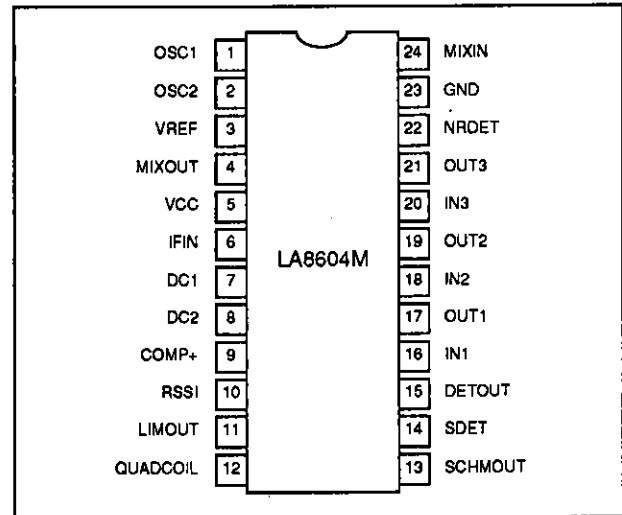 OSC1 1 24 MIXIN
OSC2 2 23 GND
VREF 3 22 NRDET
MIXOUT 4 21 OUT3
VCC 5 20 IN3
IFIN 6 19 OUT2
LA8604M
DC1 7 18 IN2
DC2 8 17 OUT1
COMP+ 9 16 IN1
RSSI 10 15 DETOUT
LIMOUT 11 14 SDET
QUADCOIL 12 13 SCHMOUT